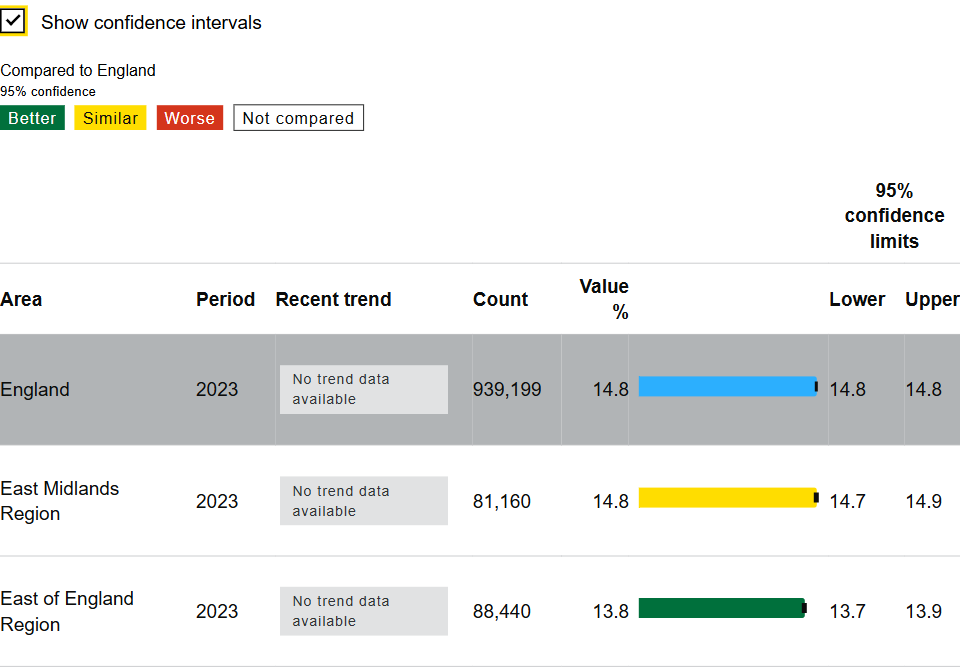 Show confidence intervals
Compared to England
95% confidence
Better Similar Worse Not compared
95%
confidence
limits
Area Period Recent trend Count Value % Lower Upper
England 2023 No trend data available 939,199 14.8 14.8 14.8
East Midlands Region 2023 No trend data available 81,160 14.8 14.7 14.9
East of England Region 2023 No trend data available 88,440 13.8 13.7 13.9